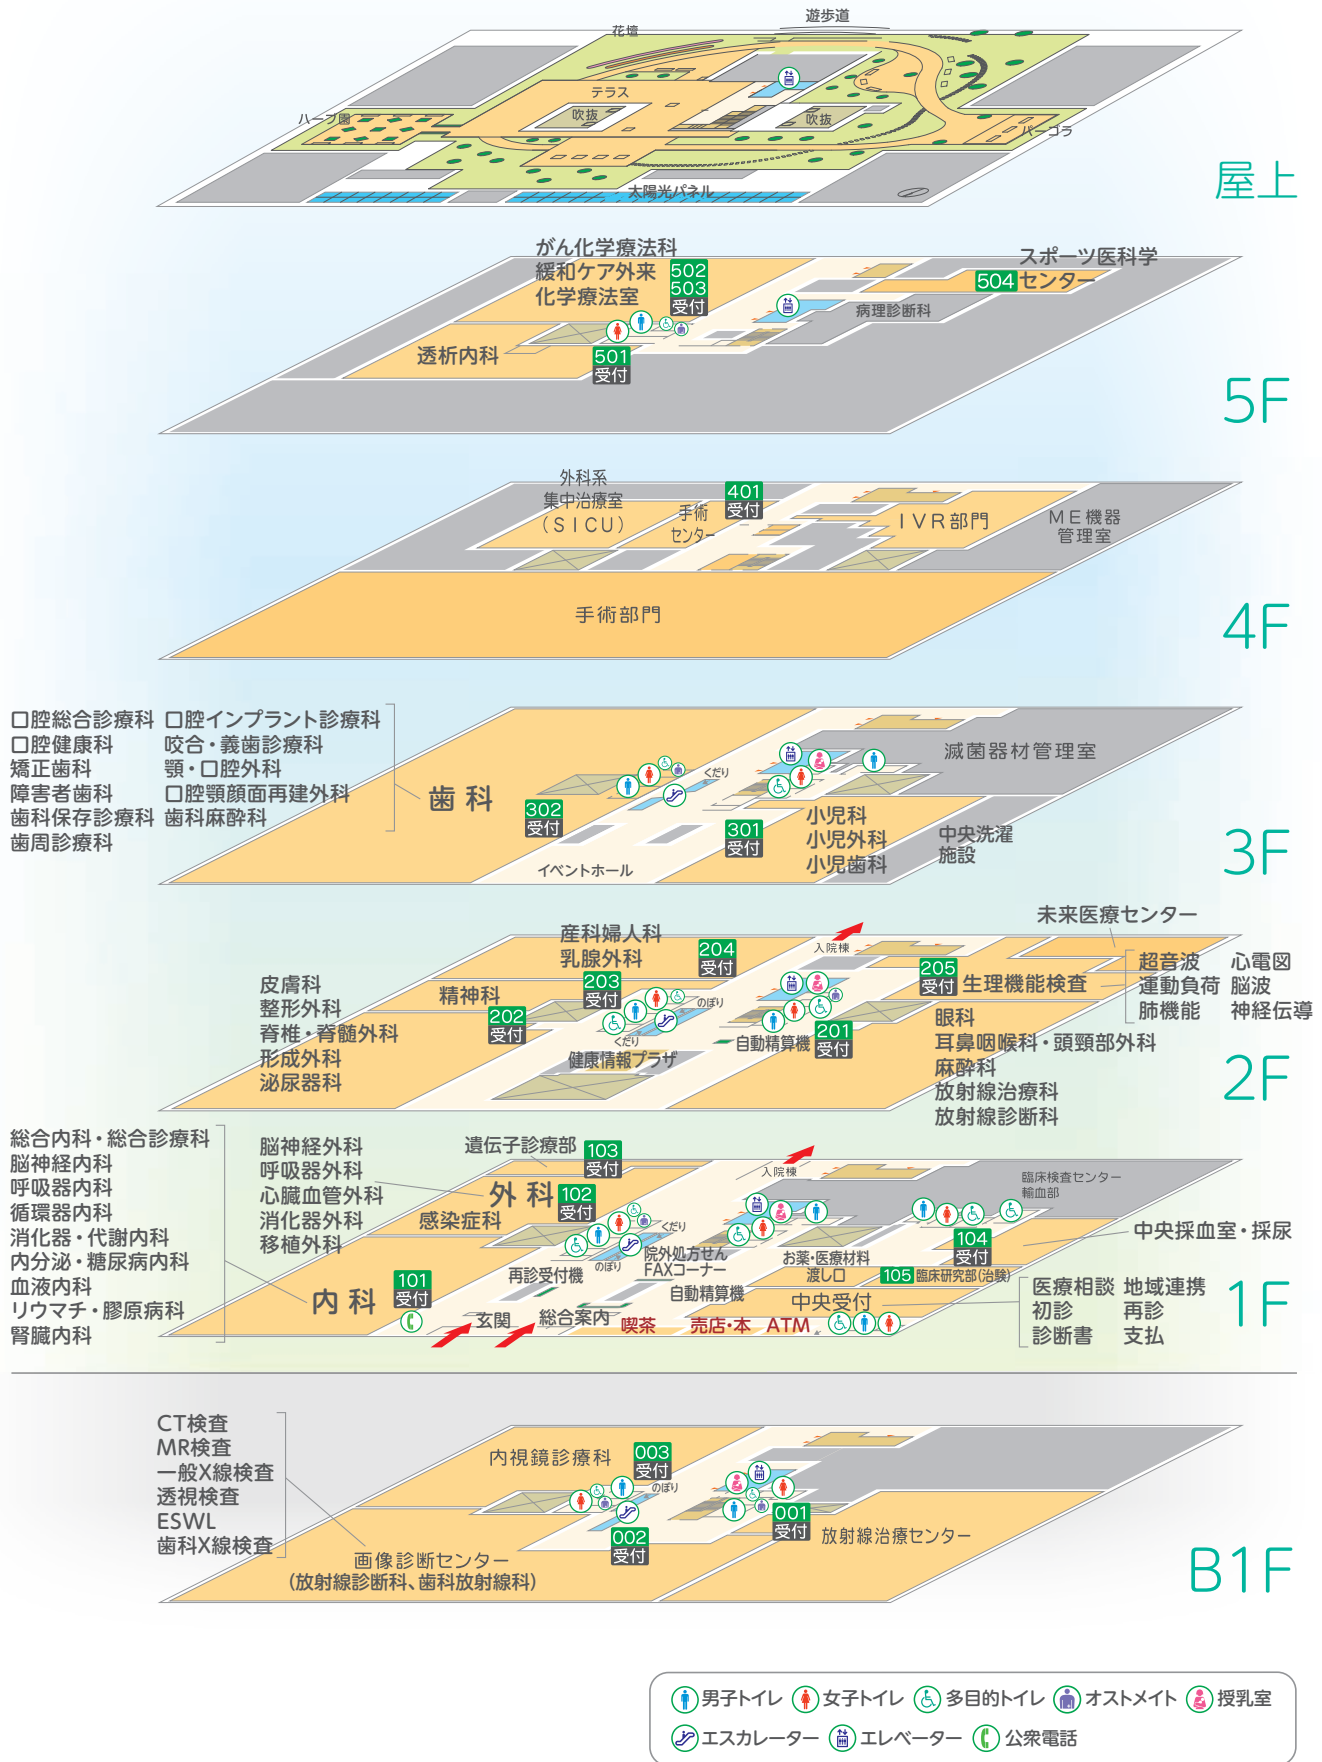 遊歩道
花壇
テラス
吹抜
吹抜
ハーブ園
パーゴラ
太陽光パネル
屋上
がん化学療法科
緩和ケア外来
化学療法室
502
503
受付
スポーツ医科学
センター
504
病理診断科
透析内科
501
受付
5F
外科系
集中治療室
(SICU)
手術
センター
401
受付
IVR部門
ME機器
管理室
手術部門
4F
口腔総合診療科 口腔インプラント診療科
口腔健康科 咬合・義歯診療科
矯正歯科 顎・口腔外科
障害者歯科 口腔顎顔面再建外科
歯科保存診療科 歯科麻酔科
歯周診療科
歯科
302
受付
くだり
滅菌器材管理室
301
受付
小児科
小児外科
小児歯科
中央洗濯
施設
イベントホール
3F
未来医療センター
産科婦人科
乳腺外科
204
受付
入院棟
205
受付
生理機能検査
超音波 心電図
運動負荷 脳波
肺機能 神経伝導
皮膚科
整形外科
脊椎・脊髄外科
形成外科
泌尿器科
精神科
203
受付
202
受付
のぼり
くだり
健康情報プラザ
自動精算機
201
受付
眼科
耳鼻咽喉科・頭頸部外科
麻酔科
放射線治療科
放射線診断科
2F
総合内科・総合診療科
脳神経内科
呼吸器内科
循環器内科
消化器・代謝内科
内分泌・糖尿病内科
血液内科
リウマチ・膠原病科
腎臓内科
脳神経外科
呼吸器外科
心臓血管外科
消化器外科
移植外科
遺伝子診療部
103
受付
外科
102
受付
感染症科
入院棟
臨床検査センター
輸血部
中央採血室・採尿
104
受付
くだり
のぼり
院外処方せん
FAXコーナー
お薬・医療材料
渡し口
105
臨床研究部(治験)
再診受付機
自動精算機
101
受付
内科
中央受付
医療相談 地域連携
初診 再診
診断書 支払
玄関
総合案内
喫茶
売店・本
ATM
1F
CT検査
MR検査
一般X線検査
透視検査
ESWL
歯科X線検査
内視鏡診療科
003
受付
のぼり
002
受付
001
受付
放射線治療センター
画像診断センター
(放射線診断科、歯科放射線科)
B1F
男子トイレ 女子トイレ 多目的トイレ オストメイト 授乳室
エスカレーター エレベーター 公衆電話